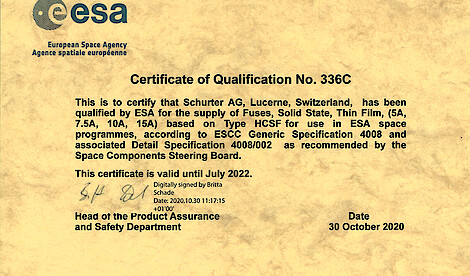 esa
European Space Agency
Agence spatiale européenne
Certificate of Qualification No. 336C
This is to certify that Schurter AG, Lucerne, Switzerland, has been
qualified by ESA for the supply of Fuses, Solid State, Thin Film, (5A,
7.5A, 10A, 15A) based on Type HCSF for use in ESA space
programmes, according to ESCC Generic Specification 4008 and
associated Detail Specification 4008/002 as recommended by the
Space Components Steering Board.
This certificate is valid until July 2022.
Digitally signed by Britta
Schade
Date: 2020.10.30 11:17:15
+01'00'
Head of the Product Assurance
and Safety Department
Date
30 October 2020